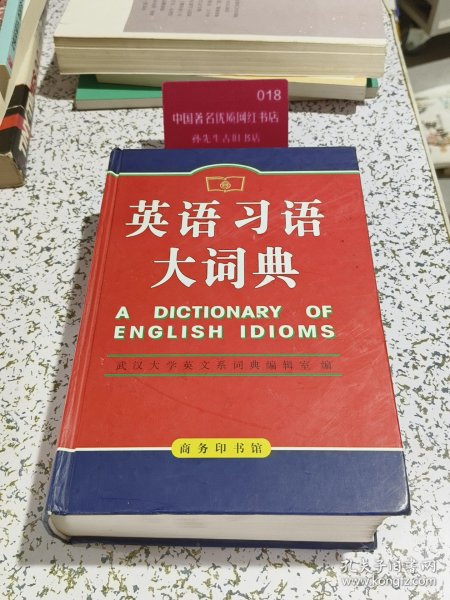 018
中国著名优质网红书店
孙先生古旧书店
英语习语
大词典
A DICTIONARY OF
ENGLISH IDIOMS
武汉大学英文系词典编辑室 编
商务印书馆
孔夫子旧书网
www.kongfz.com